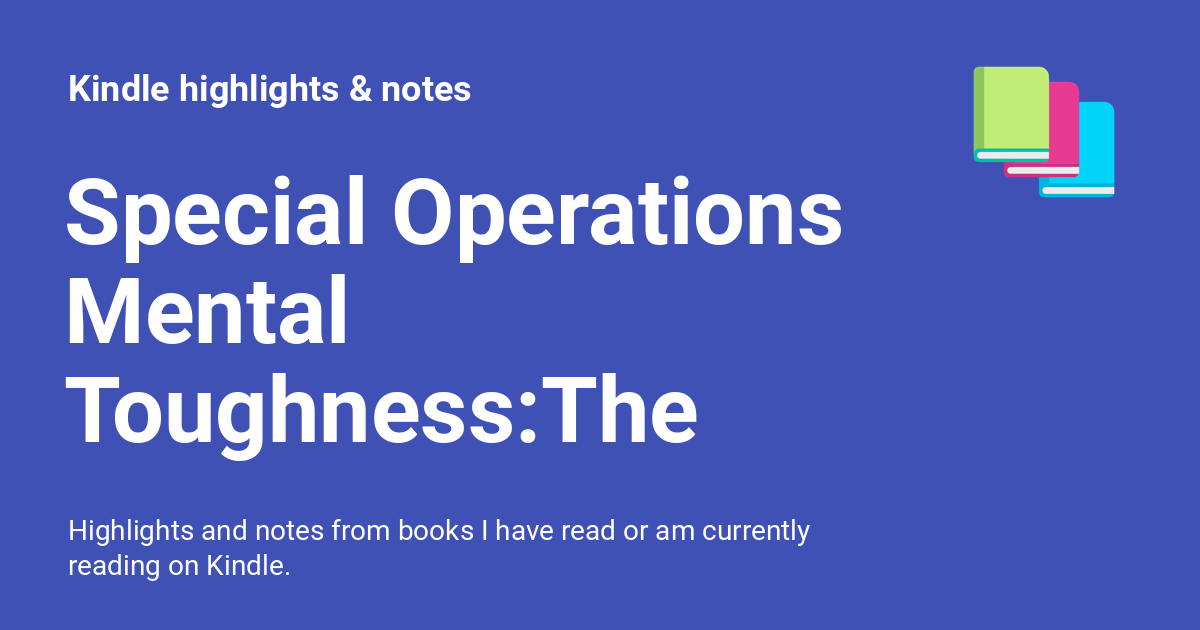 Kindle highlights & notes
Special Operations
Mental
Toughness:The
Highlights and notes from books I have read or am currently
reading on Kindle.